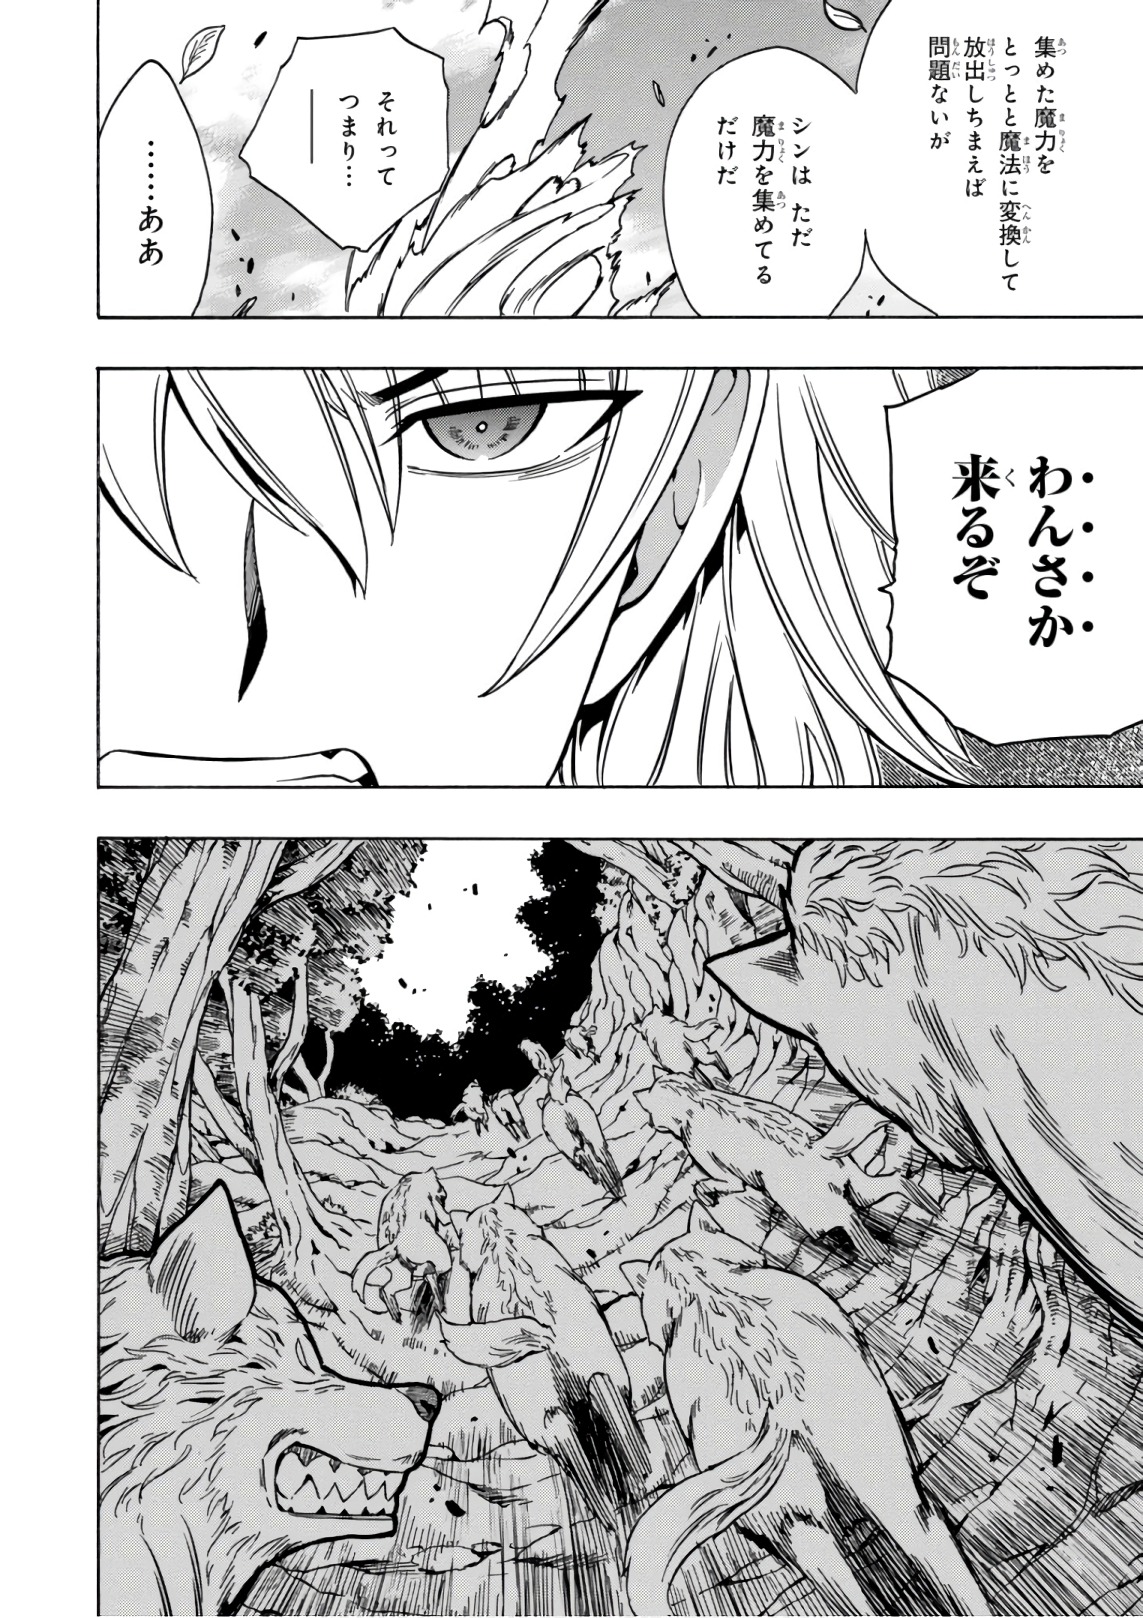 集めた魔力を
とっとと魔法に変換して
放出しちまえば
問題ないが
シンは ただ
魔力を集めてる
だけだ
それって
つまり…
――
……ああ
わんさか
来るぞ